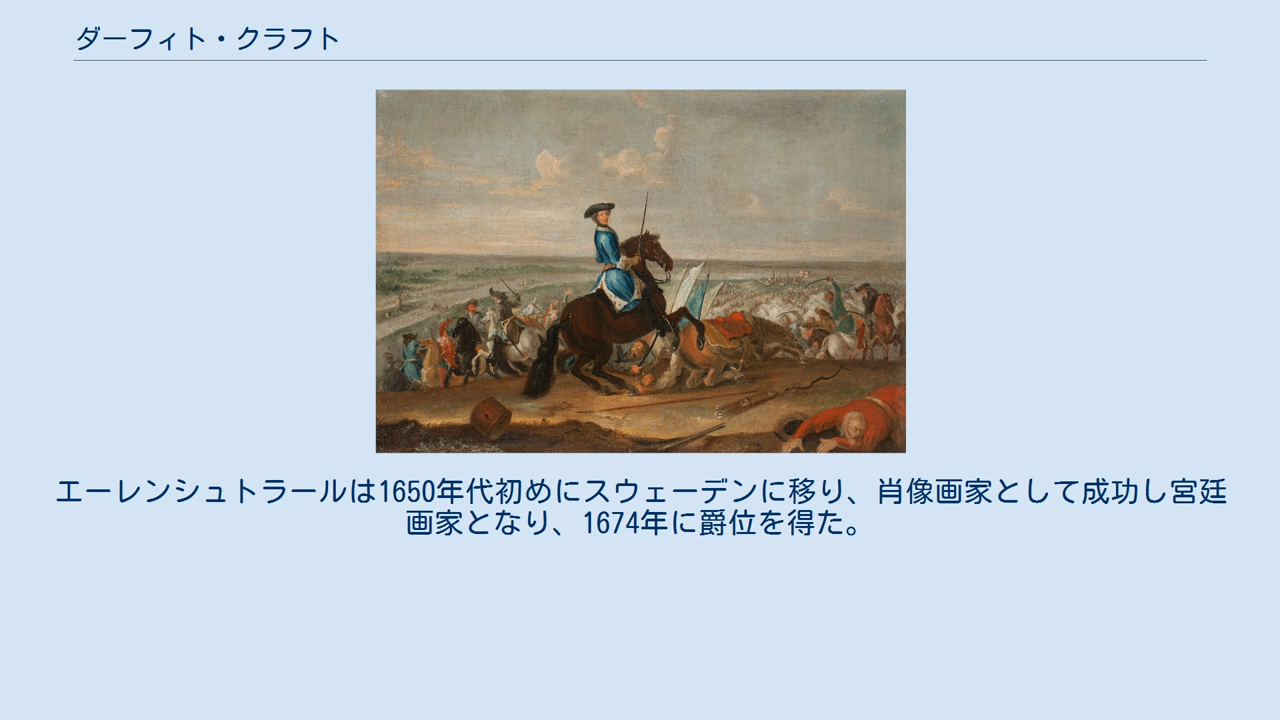 ダーフィト・クラフト
エーレンシュトラールは1650年代初めにスウェーデンに移り、肖像画家として成功し宮廷
画家となり、1674年に爵位を得た。